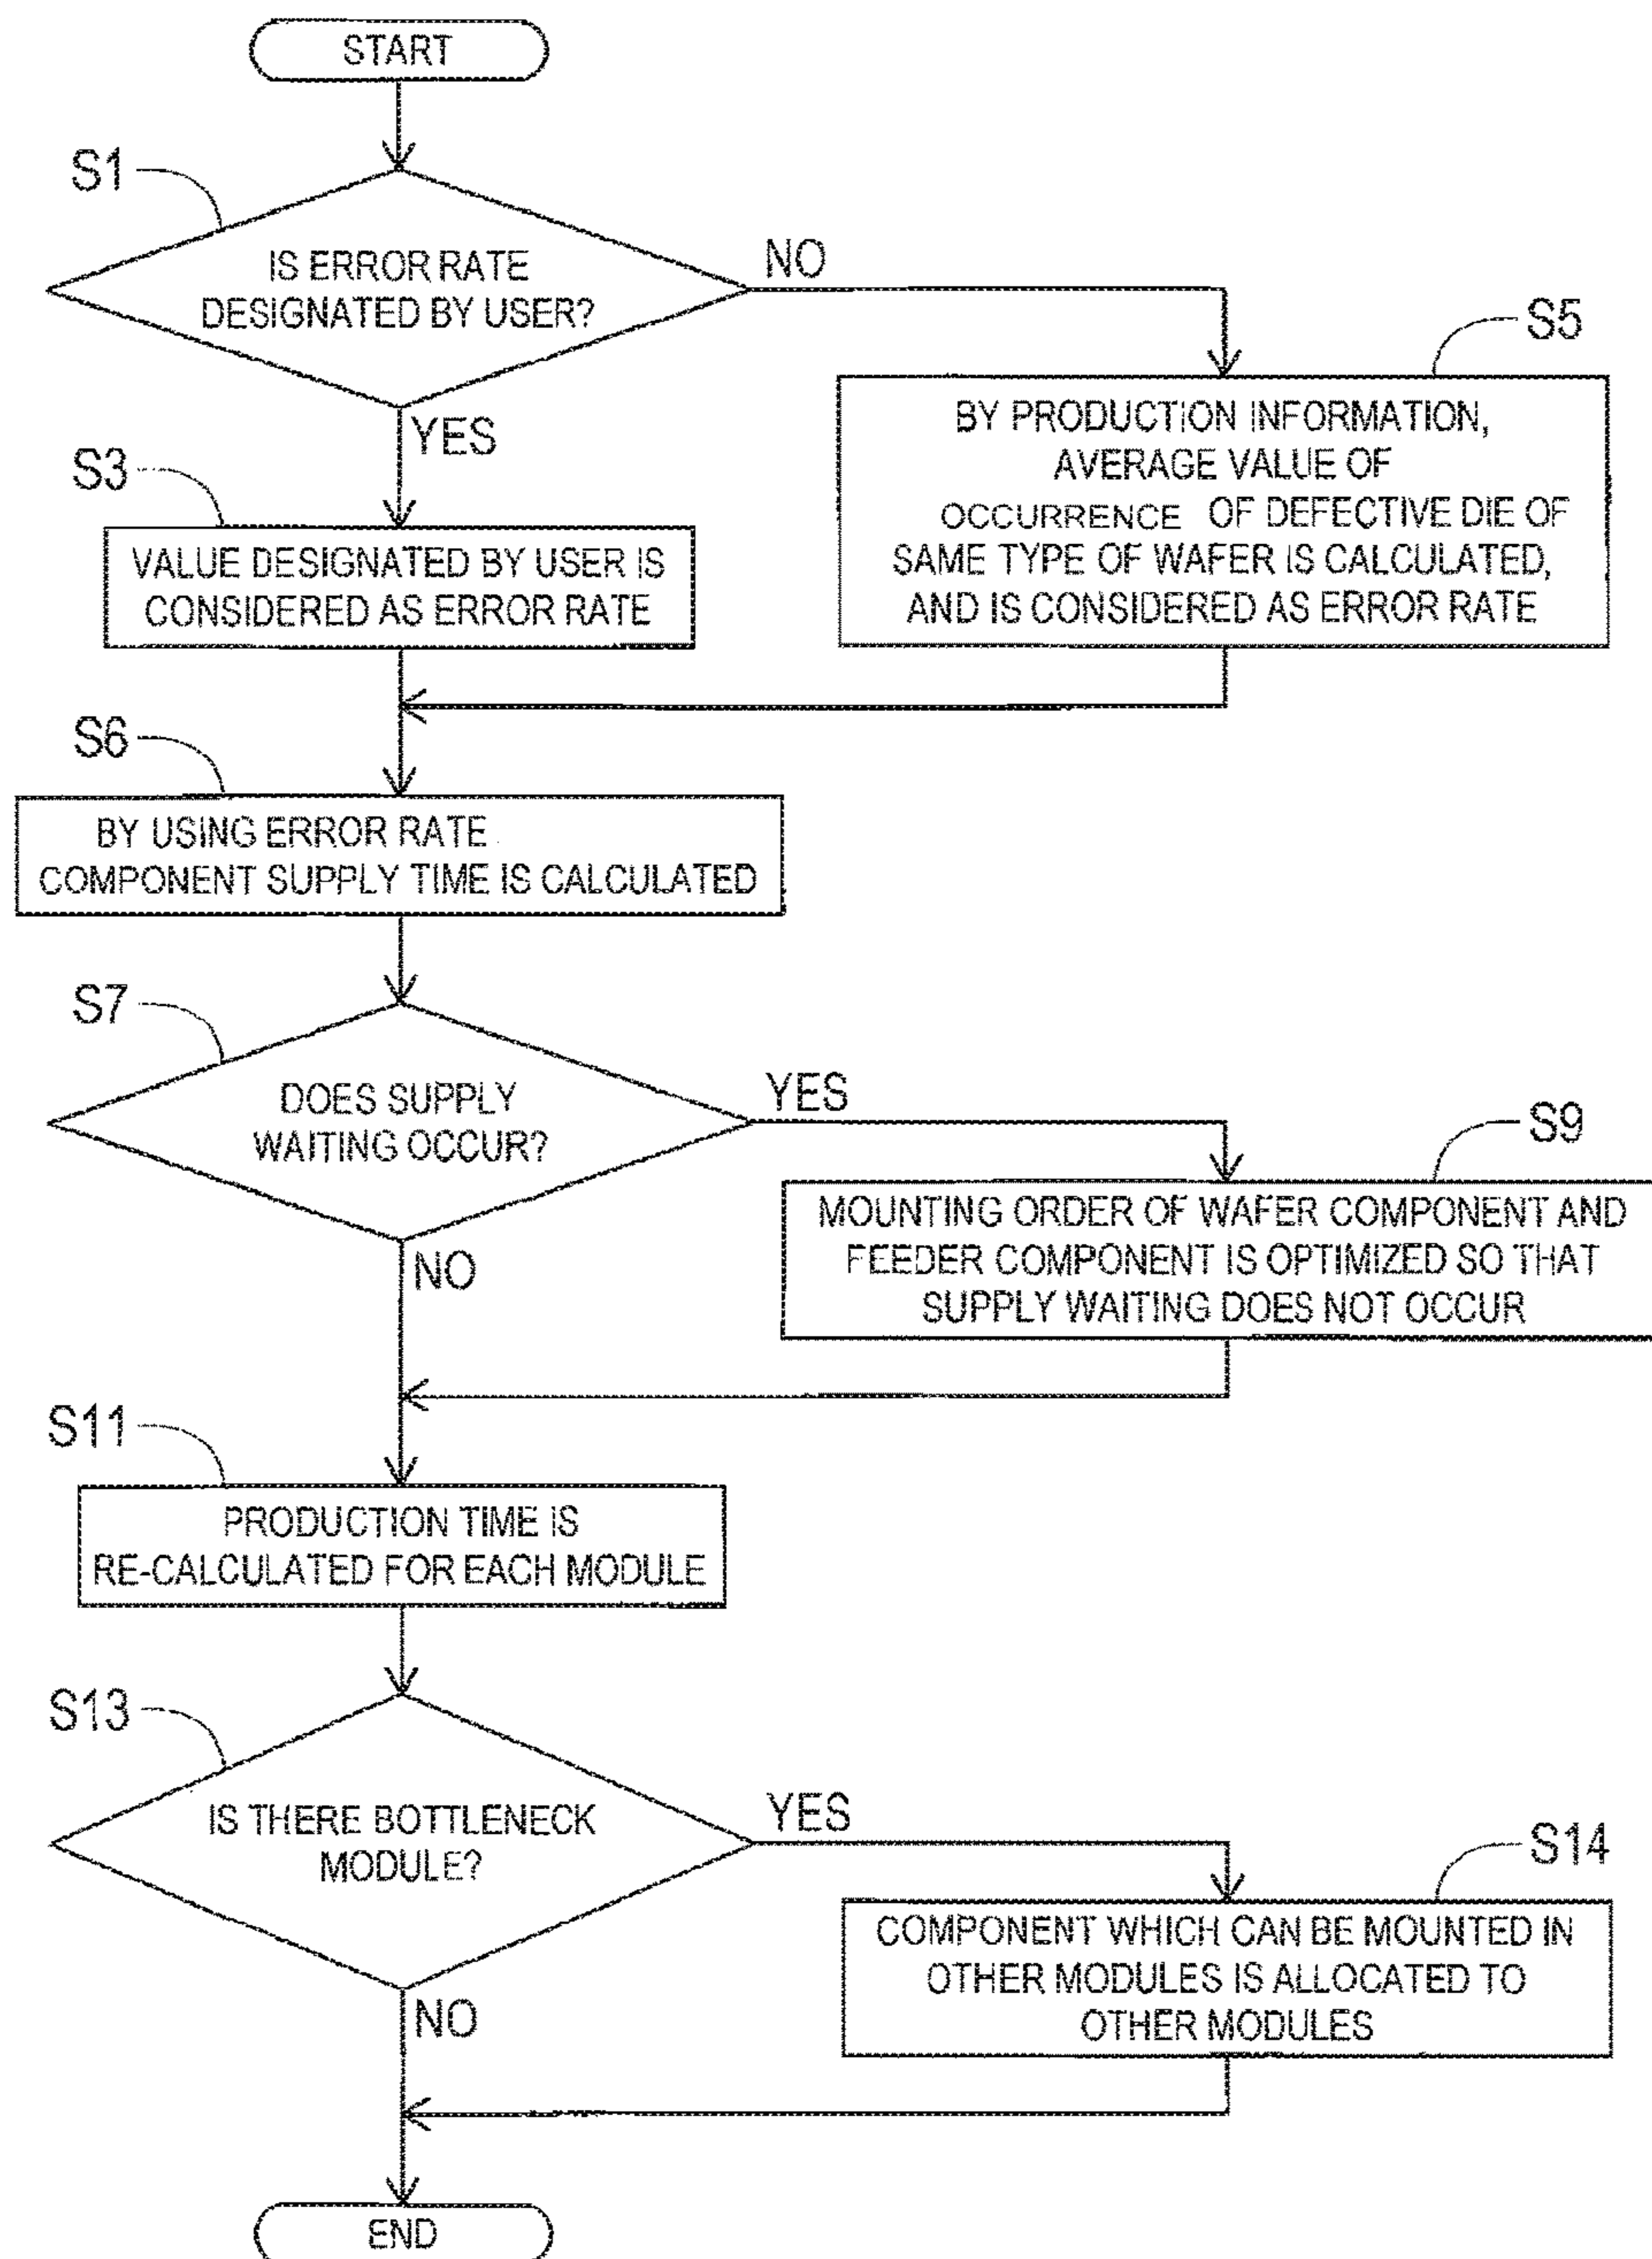 START
S1
IS ERROR RATE
DESIGNATED BY USER?
NO
YES
S5
BY PRODUCTION INFORMATION,
AVERAGE VALUE OF
OCCURRENCE OF DEFECTIVE DIE OF
SAME TYPE OF WAFER IS CALCULATED,
AND IS CONSIDERED AS ERROR RATE
S3
VALUE DESIGNATED BY USER IS
CONSIDERED AS ERROR RATE
S6
BY USING ERROR RATE
COMPONENT SUPPLY TIME IS CALCULATED
S7
DOES SUPPLY
WAITING OCCUR?
YES
NO
S9
MOUNTING ORDER OF WAFER COMPONENT AND
FEEDER COMPONENT IS OPTIMIZED SO THAT
SUPPLY WAITING DOES NOT OCCUR
S11
PRODUCTION TIME IS
RE-CALCULATED FOR EACH MODULE
S13
IS THERE BOTTLENECK
MODULE?
YES
NO
S14
COMPONENT WHICH CAN BE MOUNTED IN
OTHER MODULES IS ALLOCATED TO
OTHER MODULES
END